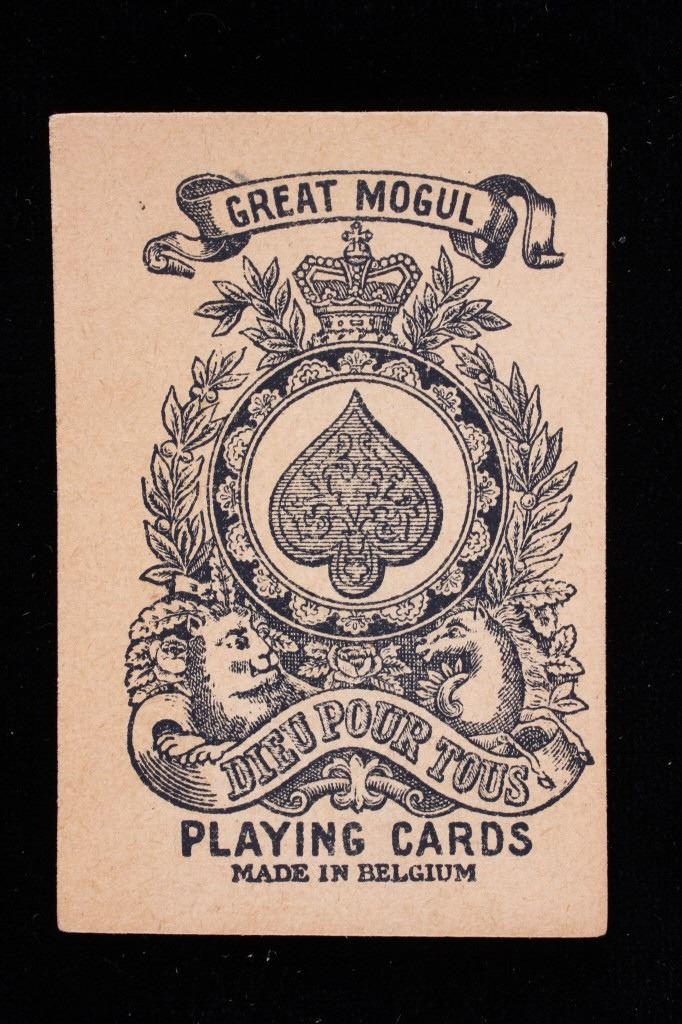 GREAT MOGUL
DIEU POUR TOUS
PLAYING CARDS
MADE IN BELGIUM